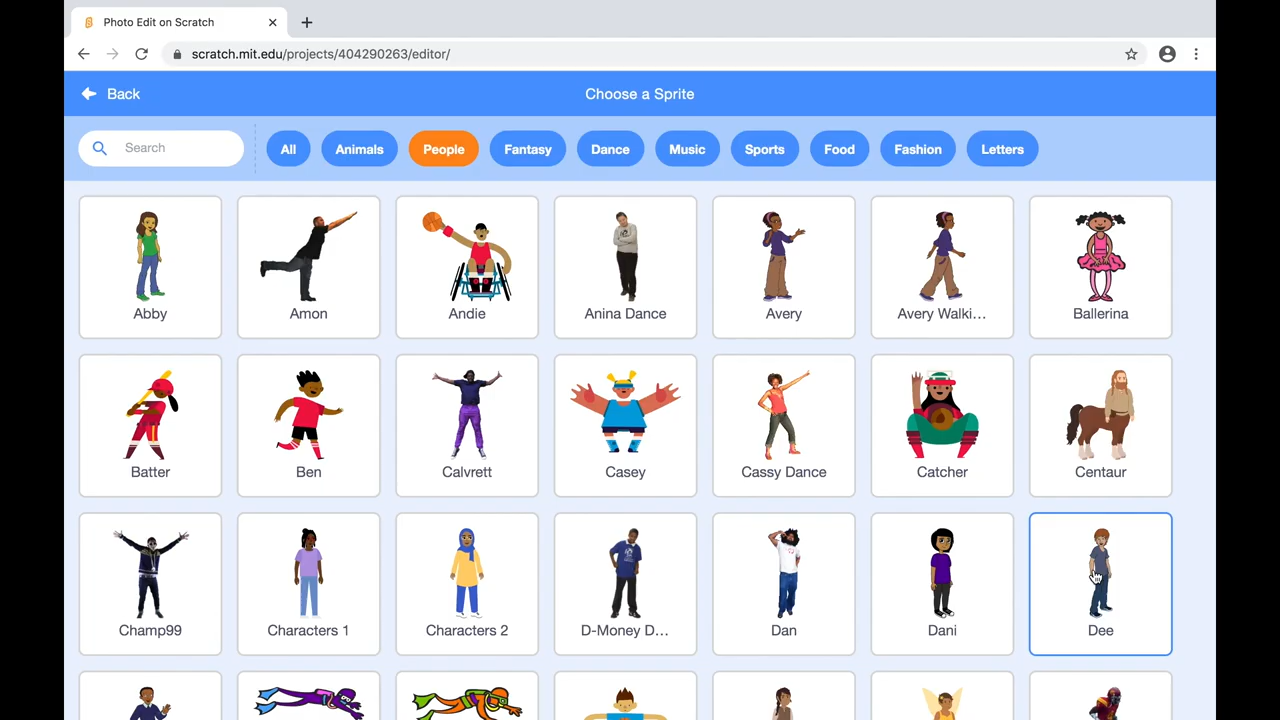 Photo Edit on Scratch
scratch.mit.edu/projects/404290263/editor/
Back
Choose a Sprite
Search
All
Animals
People
Fantasy
Dance
Music
Sports
Food
Fashion
Letters
Abby
Amon
Andie
Anina Dance
Avery
Avery Walki...
Ballerina
Batter
Ben
Calvrett
Casey
Cassy Dance
Catcher
Centaur
Champ99
Characters 1
Characters 2
D-Money D...
Dan
Dani
Dee